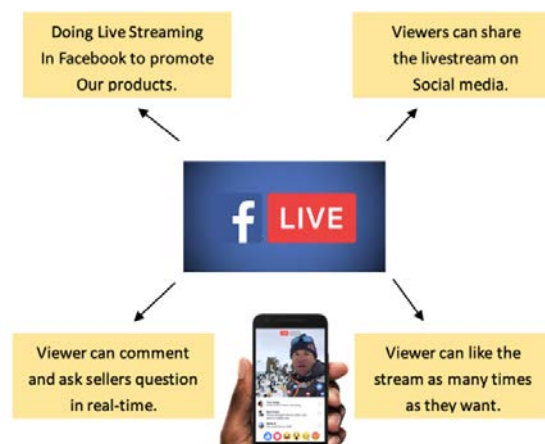 Doing Live Streaming
In Facebook to promote
Our products.
Viewers can share
the livestream on
Social media.
f LIVE
Viewer can comment
and ask sellers question
in real-time.
Viewer can like the
stream as many times
as they want.